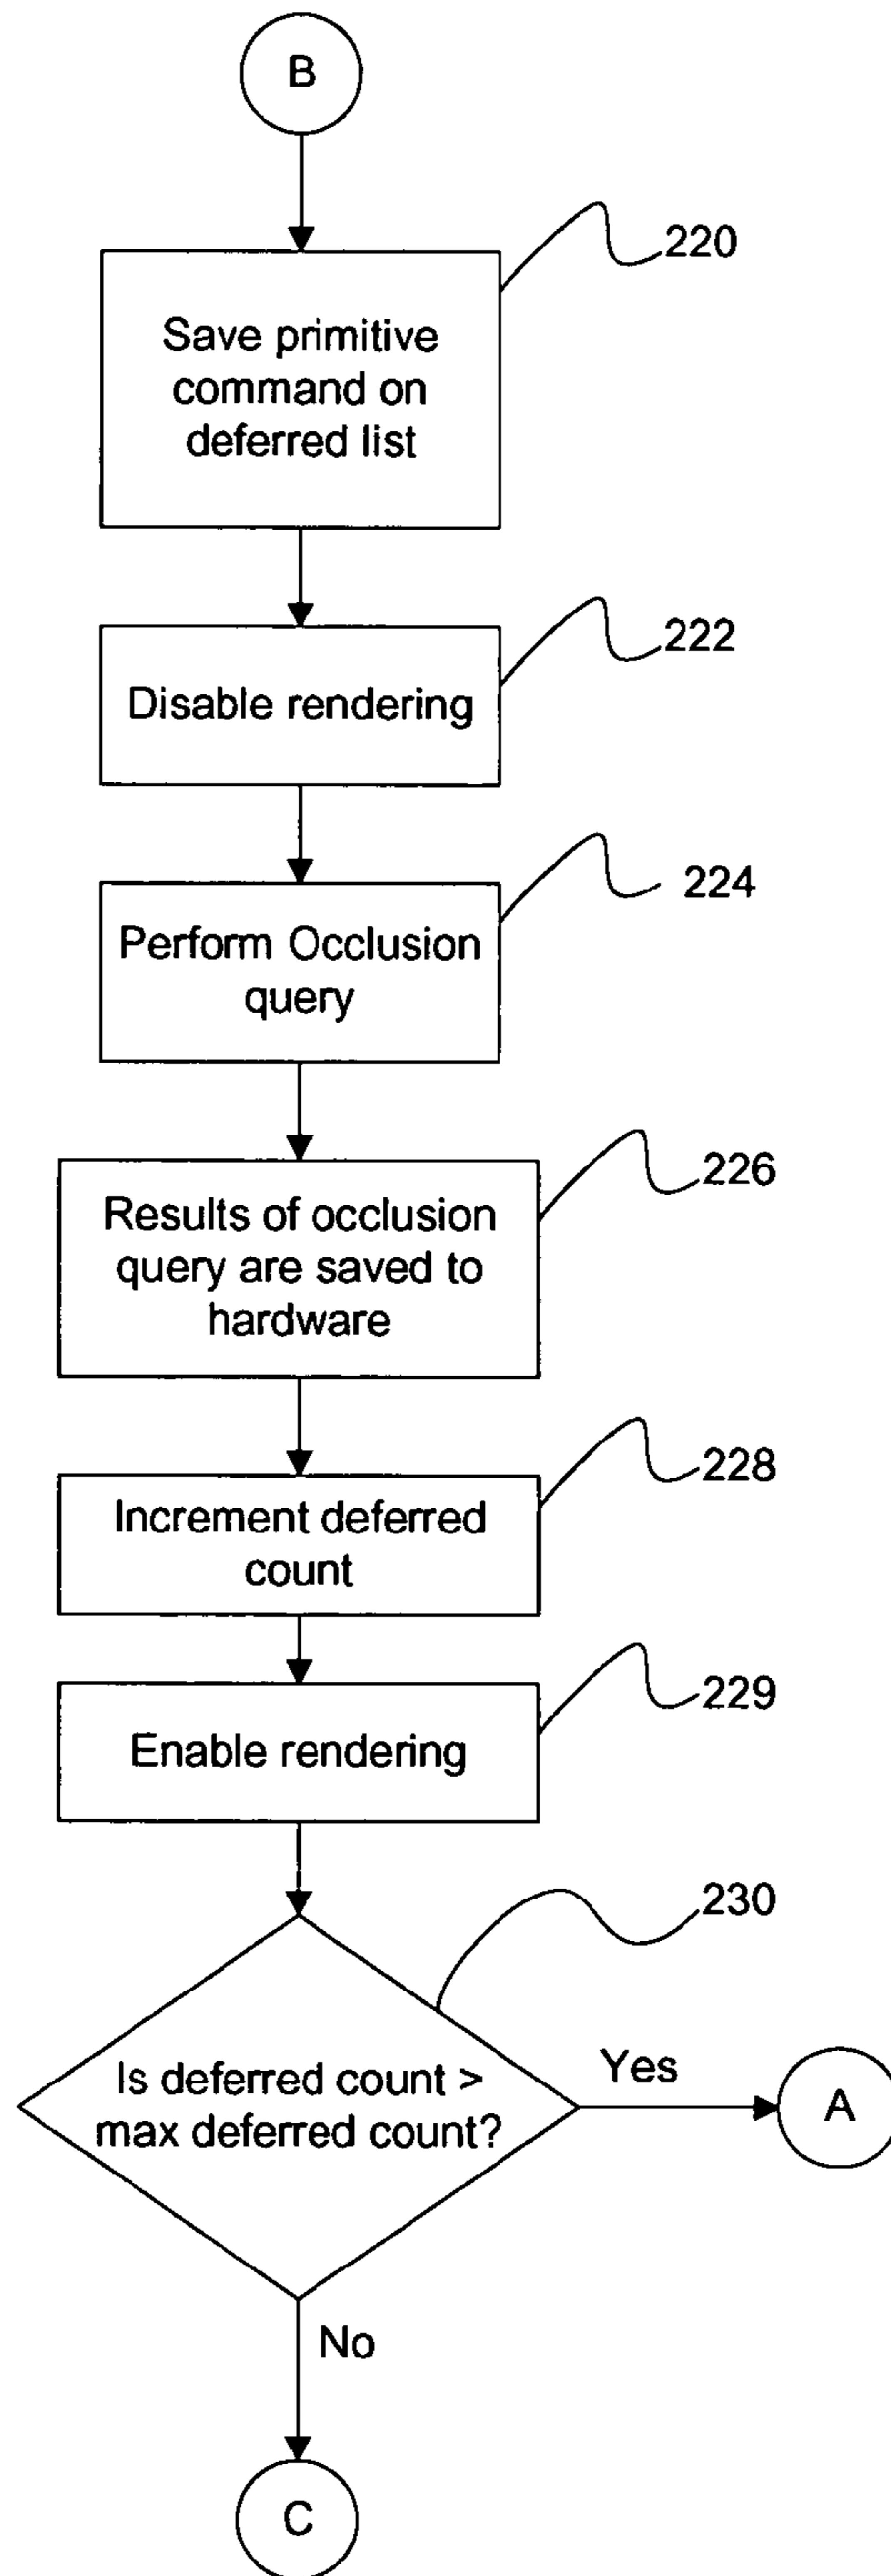 B
220
Save primitive
command on
deferred list
222
Disable rendering
224
Perform Occlusion
query
226
Results of occlusion
query are saved to
hardware
228
Increment deferred
count
229
Enable rendering
230
Is deferred count >
max deferred count?
Yes
A
No
C